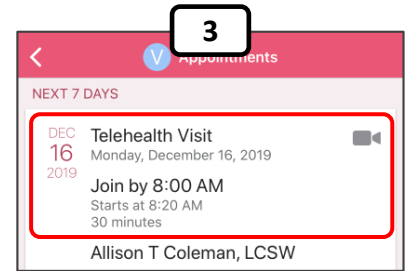 3
V Appointments
NEXT 7 DAYS
DEC
16
2019
Telehealth Visit
Monday, December 16, 2019
Join by 8:00 AM
Starts at 8:20 AM
30 minutes
Allison T Coleman, LCSW